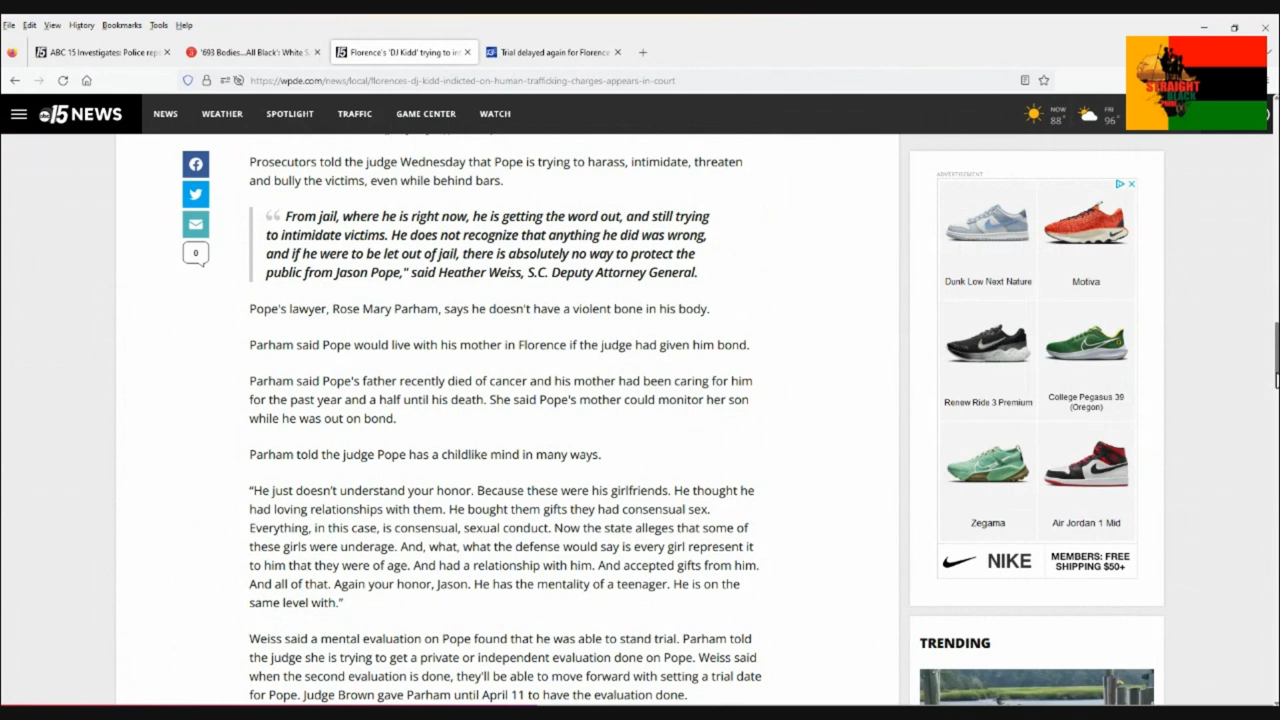 File Edit View History Bookmarks Tools Help
ABC 15 Investigates: Police rep
'693 Bodies...All Black': White S
Florence's 'DJ Kidd' trying to in
Trial delayed again for Florence
https://wpde.com/news/local/florences-dj-kidd-indicted-on-human-trafficking-charges-appears-in-court
STRAIGHT
BLACK
PRIDE
abc 15 NEWS
NEWS WEATHER SPOTLIGHT TRAFFIC GAME CENTER WATCH
NOW
88°
FRI
96°
Prosecutors told the judge Wednesday that Pope is trying to harass, intimidate, threaten
and bully the victims, even while behind bars.
From jail, where he is right now, he is getting the word out, and still trying
to intimidate victims. He does not recognize that anything he did was wrong,
and if he were to be let out of jail, there is absolutely no way to protect the
public from Jason Pope," said Heather Weiss, S.C. Deputy Attorney General.
0
Pope's lawyer, Rose Mary Parham, says he doesn't have a violent bone in his body.
Parham said Pope would live with his mother in Florence if the judge had given him bond.
Parham said Pope's father recently died of cancer and his mother had been caring for him
for the past year and a half until his death. She said Pope's mother could monitor her son
while he was out on bond.
Parham told the judge Pope has a childlike mind in many ways.
“He just doesn't understand your honor. Because these were his girlfriends. He thought he
had loving relationships with them. He bought them gifts they had consensual sex.
Everything, in this case, is consensual, sexual conduct. Now the state alleges that some of
these girls were underage. And, what, what the defense would say is every girl represent it
to him that they were of age. And had a relationship with him. And accepted gifts from him.
And all of that. Again your honor, Jason. He has the mentality of a teenager. He is on the
same level with.”
Weiss said a mental evaluation on Pope found that he was able to stand trial. Parham told
the judge she is trying to get a private or independent evaluation done on Pope. Weiss said
when the second evaluation is done, they'll be able to move forward with setting a trial date
for Pope. Judge Brown gave Parham until April 11 to have the evaluation done.
ADVERTISEMENT
Dunk Low Next Nature
Motiva
Renew Ride 3 Premium
College Pegasus 39
(Oregon)
Zegama
Air Jordan 1 Mid
NIKE
MEMBERS: FREE
SHIPPING $50+
TRENDING